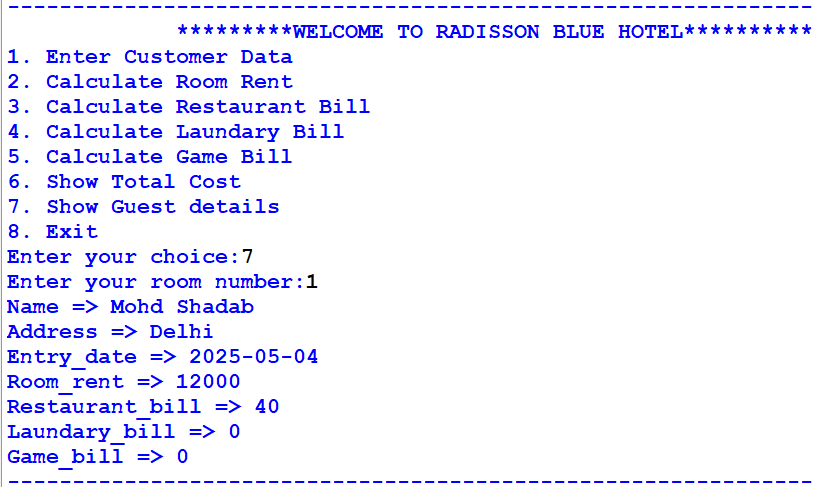 ---------------------------------------------------------------
*********WELCOME TO RADISSON BLUE HOTEL**********
1. Enter Customer Data
2. Calculate Room Rent
3. Calculate Restaurant Bill
4. Calculate Laundary Bill
5. Calculate Game Bill
6. Show Total Cost
7. Show Guest details
8. Exit
Enter your choice:7
Enter your room number:1
Name => Mohd Shadab
Address => Delhi
Entry_date => 2025-05-04
Room_rent => 12000
Restaurant_bill => 40
Laundary_bill => 0
Game_bill => 0
---------------------------------------------------------------